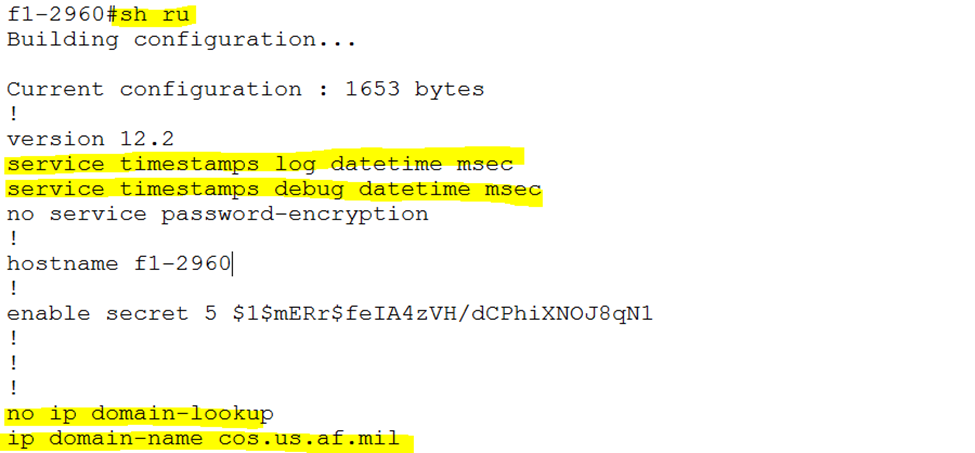 f1-2960#sh ru
Building configuration...
Current configuration : 1653 bytes
!
version 12.2
service timestamps log datetime msec
service timestamps debug datetime msec
no service password-encryption
!
hostname f1-2960
!
enable secret 5 $1$mERr$feIA4zVH/dCPhiXNOJ8qN1
!
!
!
no ip domain-lookup
ip domain-name cos.us.af.mil